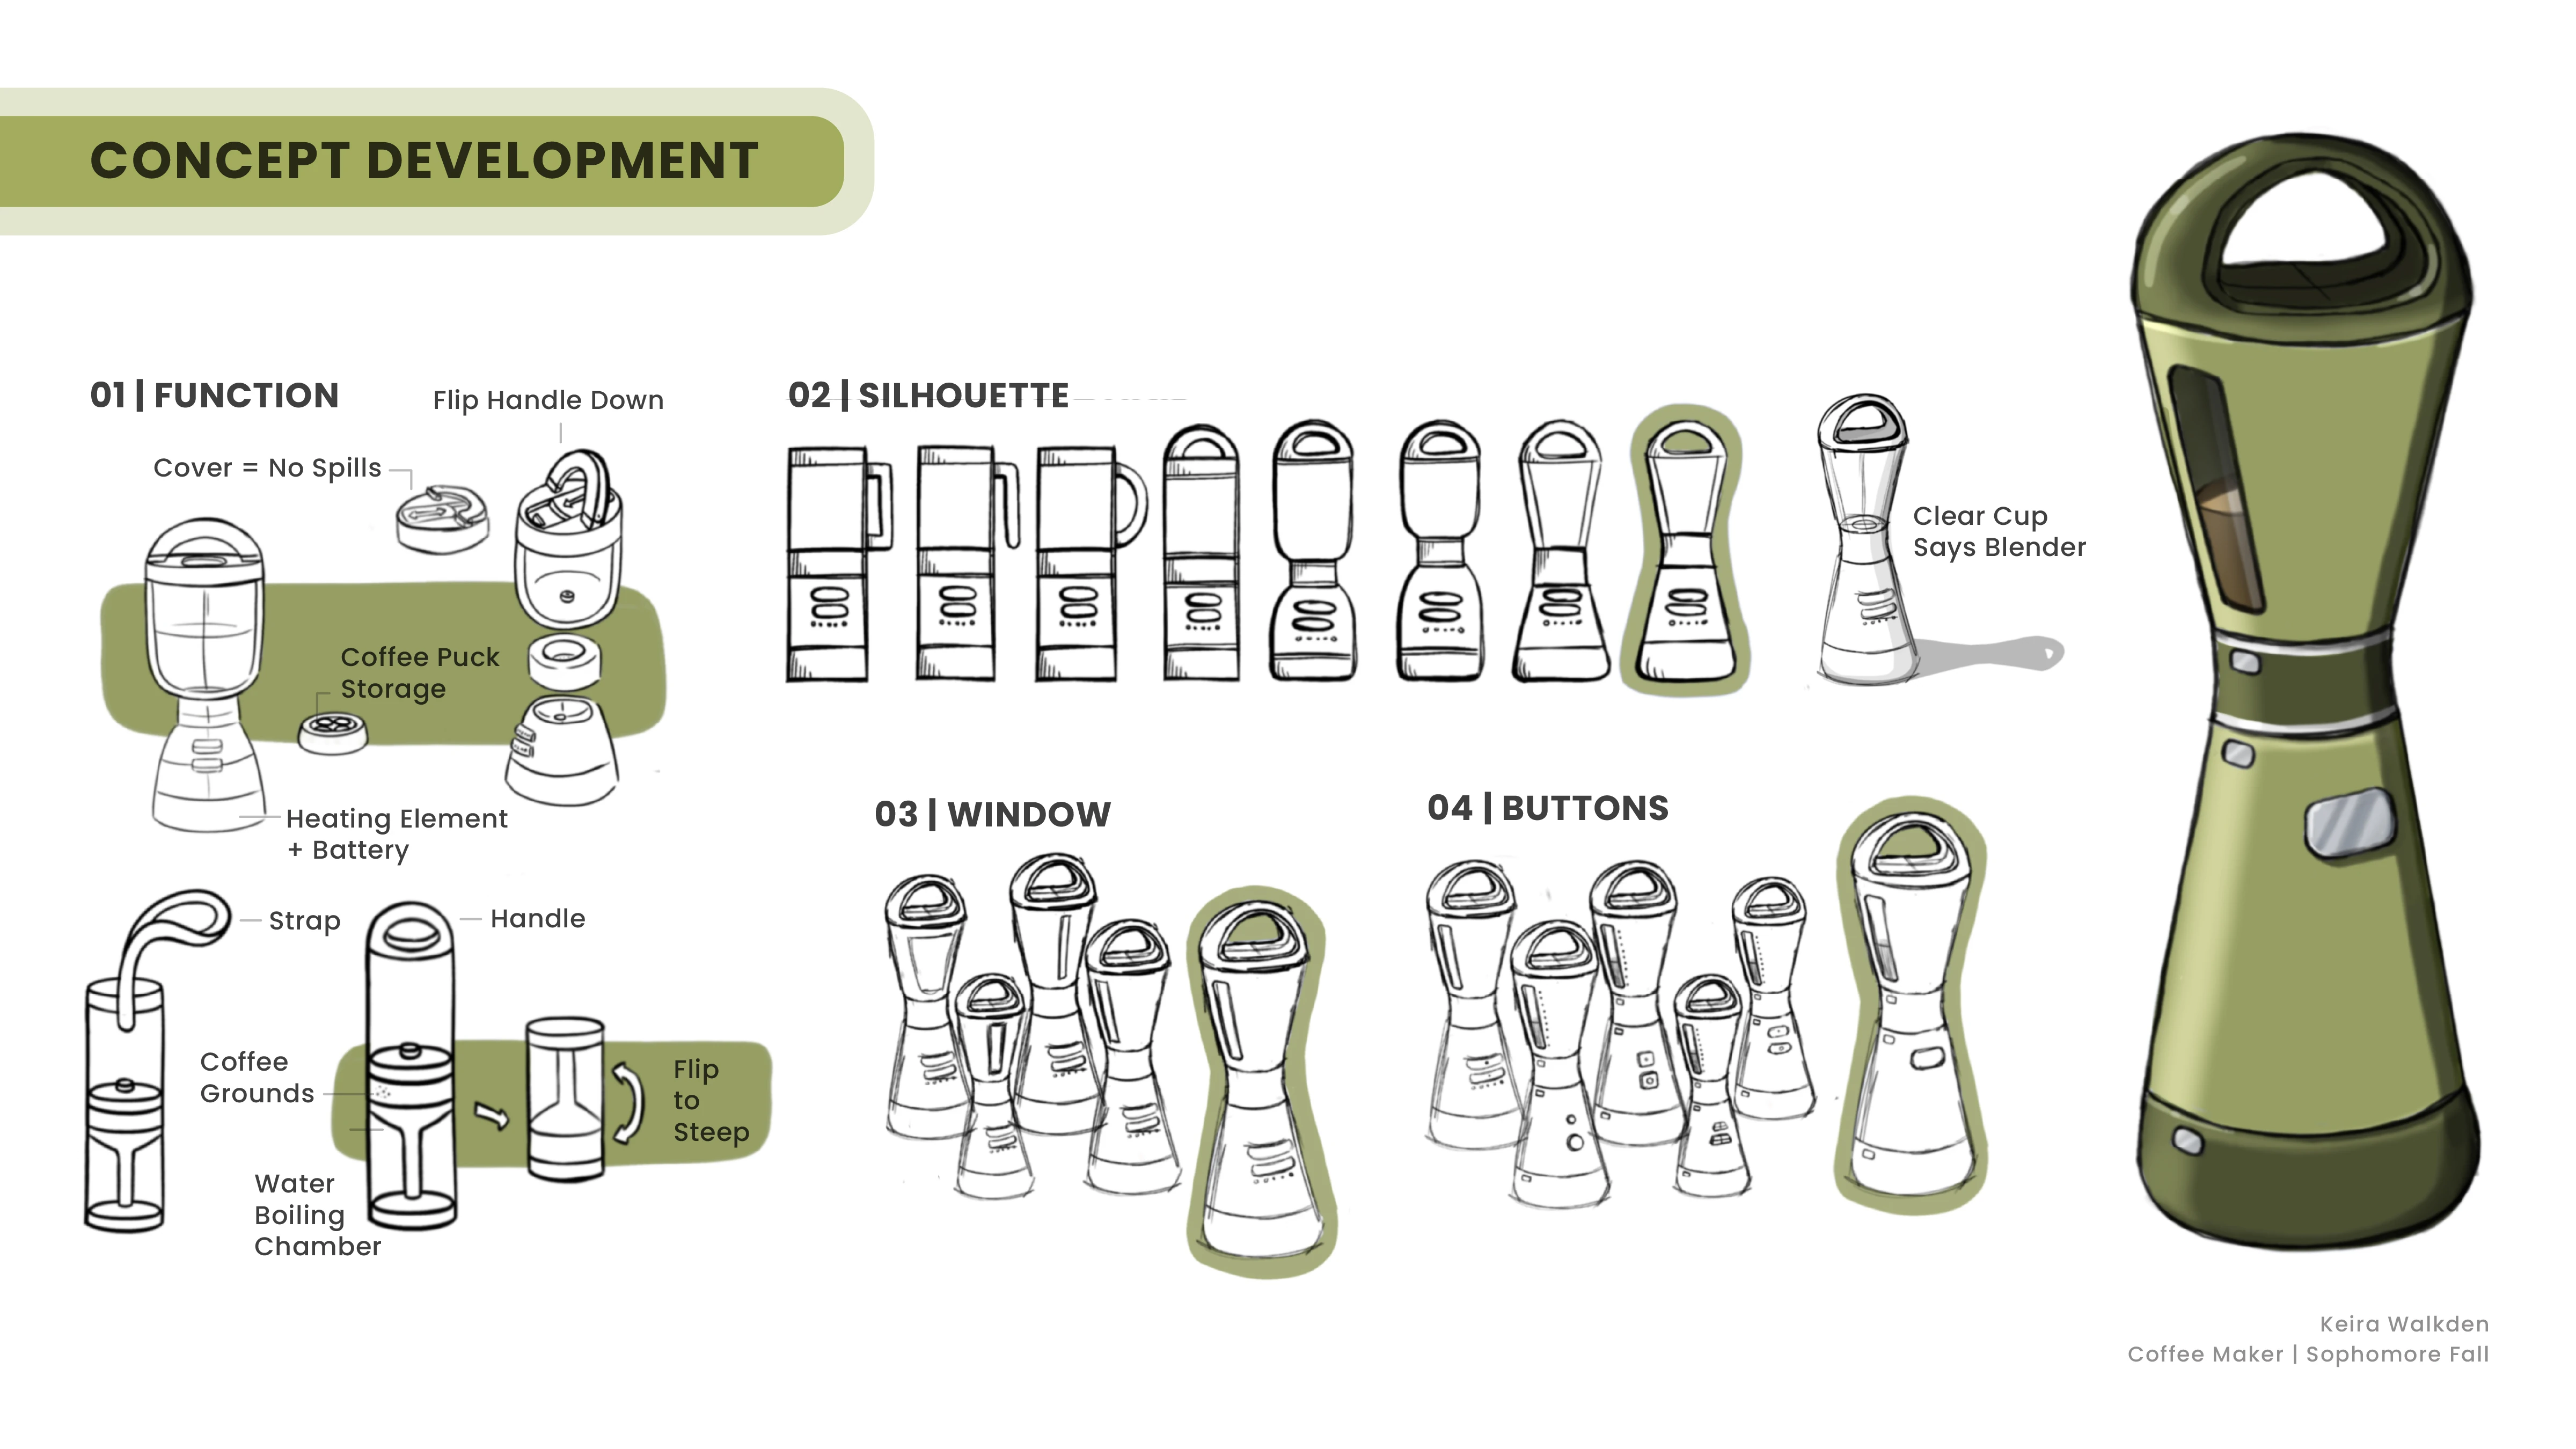 CONCEPT DEVELOPMENT
01 | FUNCTION
Flip Handle Down
Cover = No Spills
Coffee Puck
Storage
Heating Element
+ Battery
Strap
Handle
Coffee
Grounds
Flip
to
Steep
Water
Boiling
Chamber
02 | SILHOUETTE
Clear Cup
Says Blender
03 | WINDOW
04 | BUTTONS
Keira Walkden
Coffee Maker | Sophomore Fall